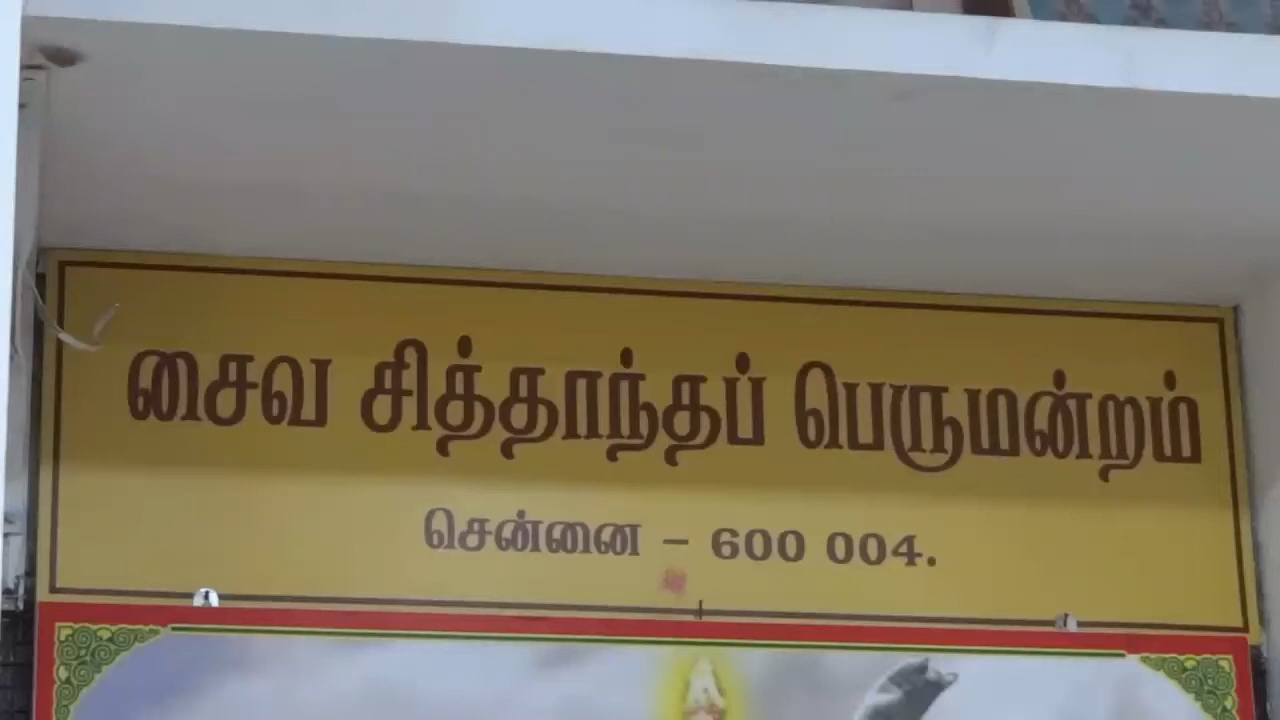 சைவ சித்தாந்தப் பெருமன்றம்
சென்னை - 600 004.